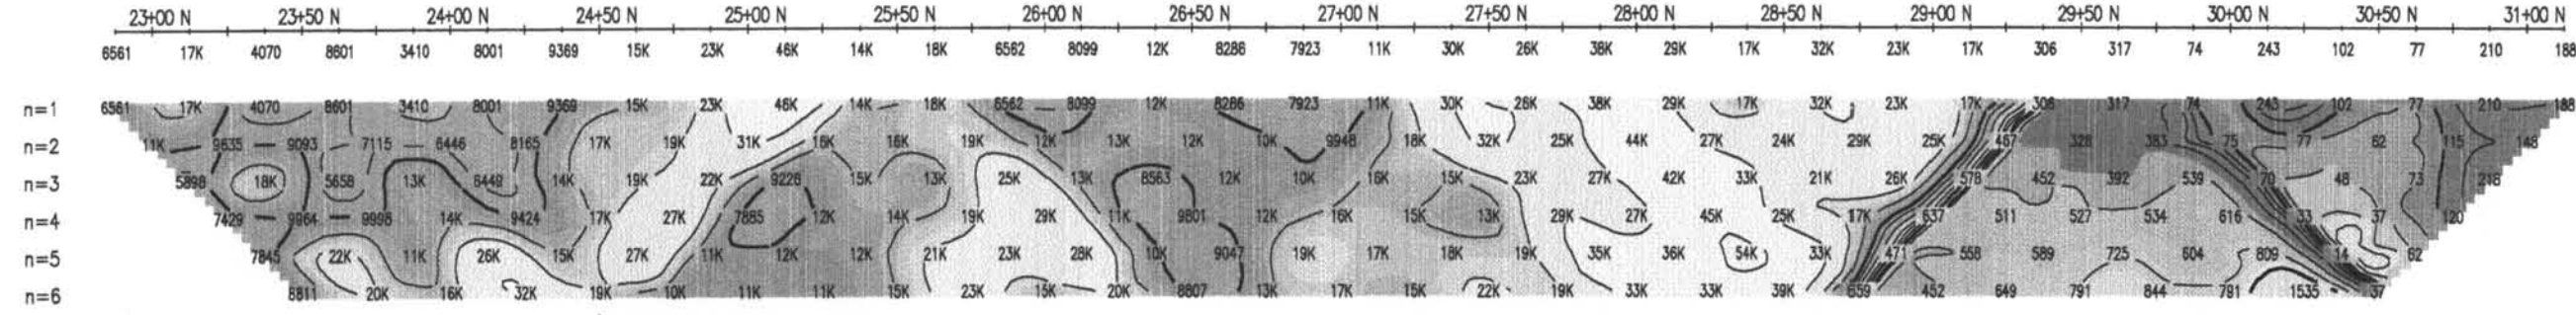 23+00 N 23+50 N 24+00 N 24+50 N 25+00 N 25+50 N 26+00 N 26+50 N 27+00 N 27+50 N 28+00 N 28+50 N 29+00 N 29+50 N 30+00 N 30+50 N 31+00 N
6561 17K 4070 8601 3410 8001 9369 15K 23K 46K 14K 18K 6562 8099 12K 8286 7923 11K 30K 26K 38K 29K 17K 32K 23K 17K 306 317 74 243 102 77 210 188
n=1 6561 17K 4070 8601 3410 8001 9369 15K 23K 46K 14K 18K 6562 8099 12K 8286 7923 11K 30K 26K 38K 29K 17K 32K 23K 17K 306 317 74 243 102 77 210 188
n=2 11K 9635 9093 7115 6446 8165 17K 19K 31K 16K 16K 19K 12K 13K 12K 10K 9948 18K 32K 25K 44K 27K 24K 29K 25K 467 328 383 75 77 62 115 148
n=3 5898 18K 5658 13K 6449 14K 19K 22K 9226 15K 13K 25K 13K 8563 12K 10K 16K 15K 23K 27K 42K 33K 21K 26K 578 452 392 539 70 48 73 218
n=4 7429 9964 9998 14K 9424 17K 27K 7885 12K 14K 19K 29K 11K 9801 12K 16K 15K 13K 29K 27K 45K 25K 17K 637 511 527 534 616 33 37 120
n=5 7845 22K 11K 26K 15K 27K 11K 12K 12K 21K 23K 28K 10K 9047 19K 17K 18K 19K 35K 36K 54K 33K 471 558 589 725 604 809 14 62
n=6 8811 20K 16K 32K 19K 10K 11K 11K 15K 23K 15K 20K 8807 13K 17K 15K 22K 19K 33K 33K 39K 659 452 649 791 844 791 1535 37